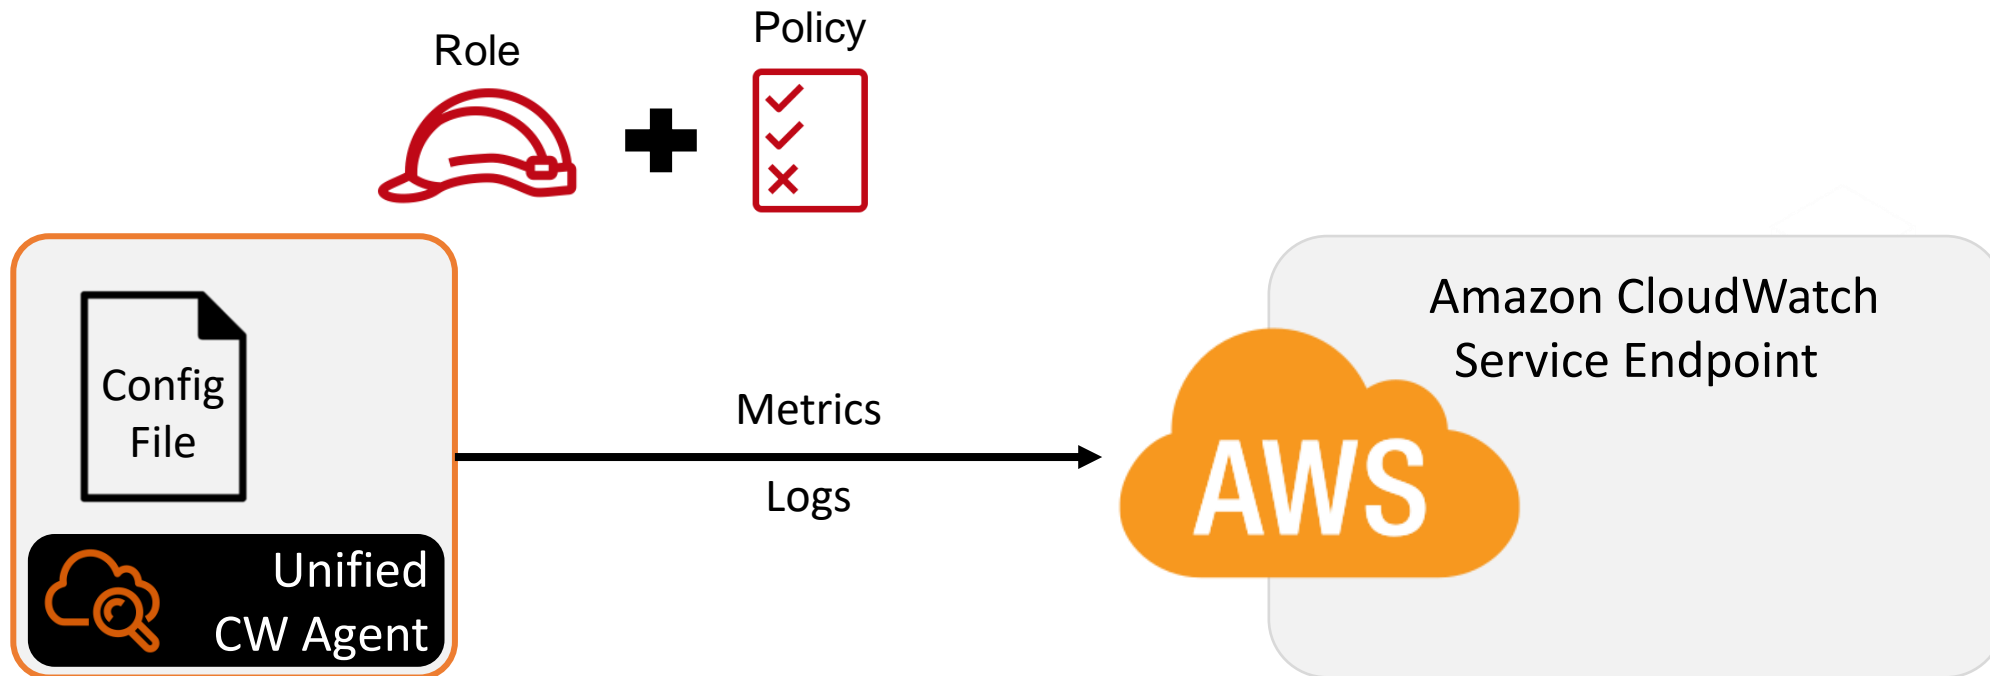 Role
Policy
Config
File
Unified
CW Agent
Metrics
Logs
Amazon CloudWatch
Service Endpoint
AWS